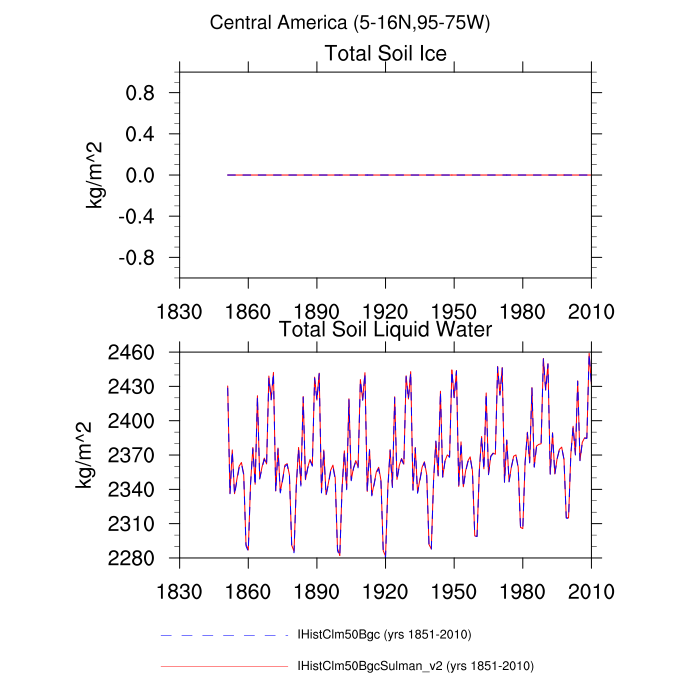 Central America (5-16N,95-75W)
Total Soil Ice
kg/m^2
0.8
0.4
0.0
-0.4
-0.8
1830 1860 1890 1920 1950 1980 2010
Total Soil Liquid Water
kg/m^2
2460
2430
2400
2370
2340
2310
2280
1830 1860 1890 1920 1950 1980 2010
IHistClm50Bgc (yrs 1851-2010)
IHistClm50BgcSulman_v2 (yrs 1851-2010)